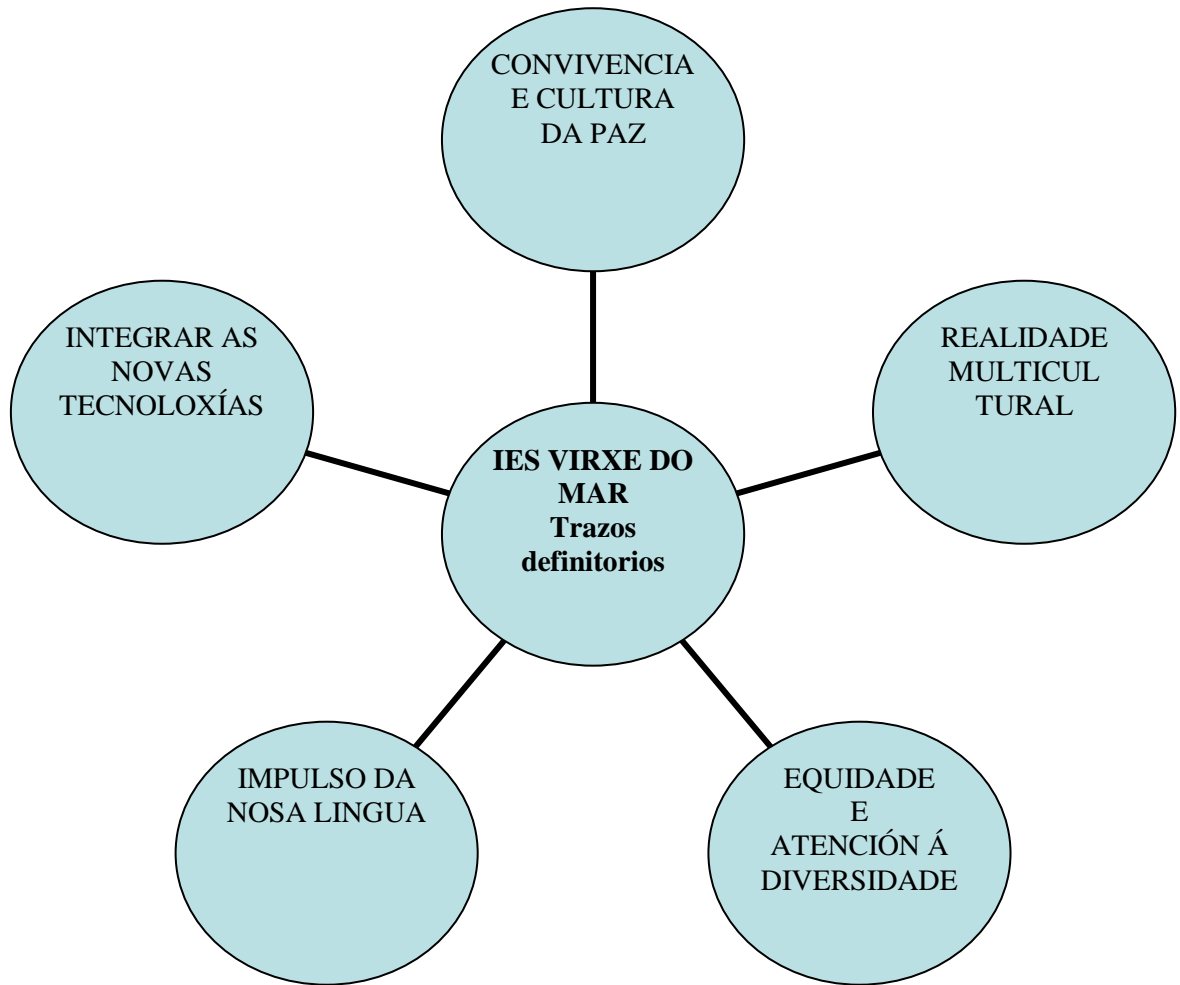 CONVIVENCIA
E CULTURA
DA PAZ
INTEGRAR AS
NOVAS
TECNOLOXÍAS
REALIDADE
MULTICUL
TURAL
IES VIRXE DO
MAR
Trazos
definitorios
IMPULSO DA
NOSA LINGUA
EQUIDADE
E
ATENCIÓN Á
DIVERSIDADE